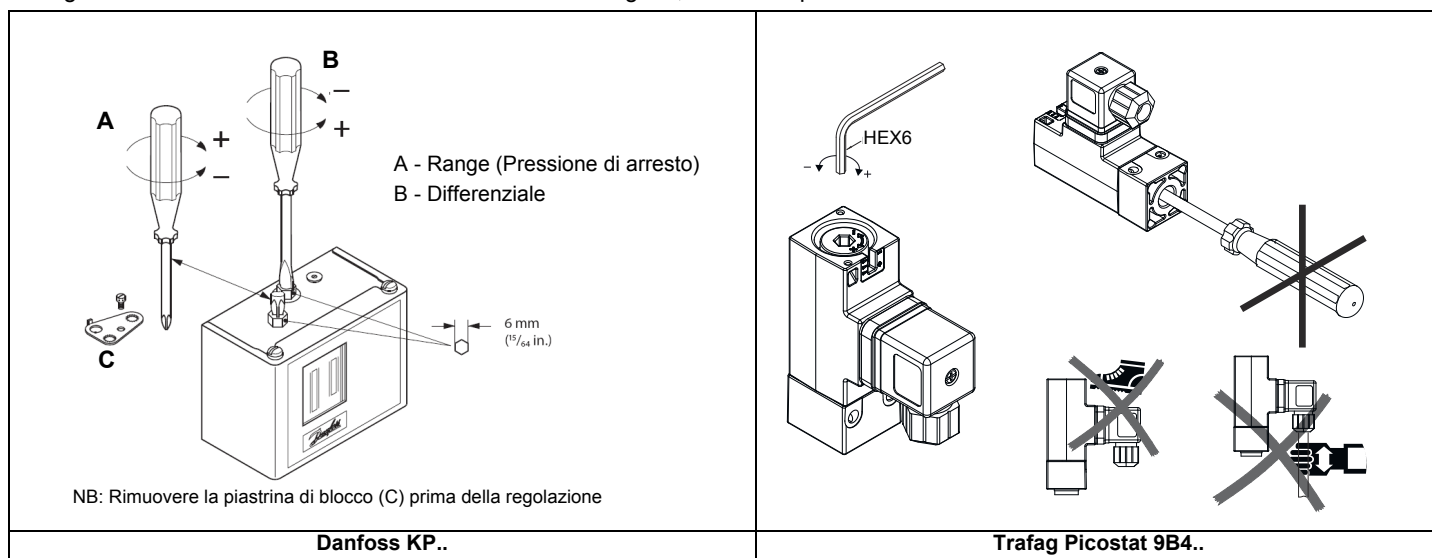 B
A
−
+
+
−
A - Range (Pressione di arresto)
B - Differenziale
C
6 mm
(15/64 in.)
Danfoss
NB: Rimuovere la piastrina di blocco (C) prima della regolazione
Danfoss KP..
HEX6
− +
Trafag Picostat 9B4..